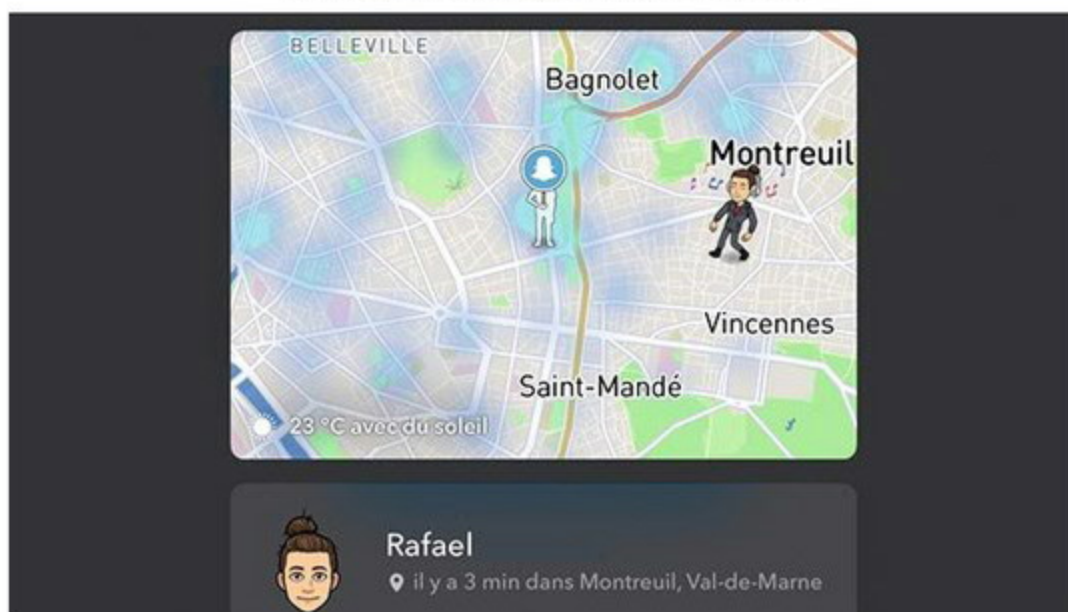 BELLEVILLE
Bagnolet
Montreuil
Vincennes
Saint-Mandé
23 °C avec du soleil
Rafael
il y a 3 min dans Montreuil, Val-de-Marne